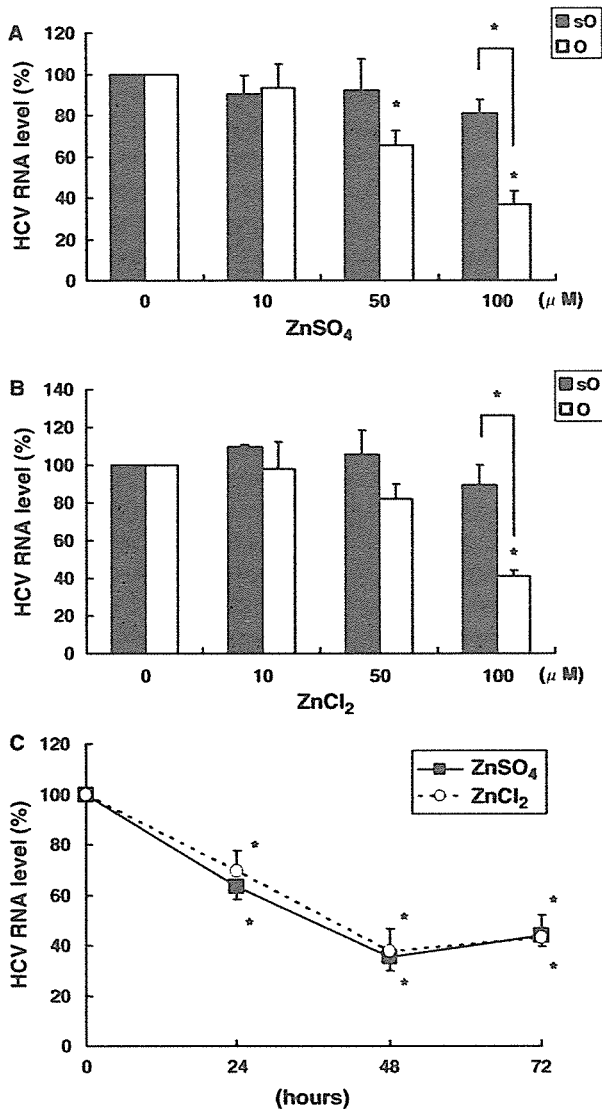 A
sO
O
HCV RNA level (%)
120
100
80
60
40
20
0
*
*
*
0 10 50 100 (μ M)
ZnSO4
B
sO
O
HCV RNA level (%)
140
120
100
80
60
40
20
0
*
*
0 10 50 100 (μ M)
ZnCl2
C
ZnSO4
ZnCl2
HCV RNA level (%)
120
100
80
60
40
20
0
*
*
*
*
*
*
0 24 48 72
(hours)